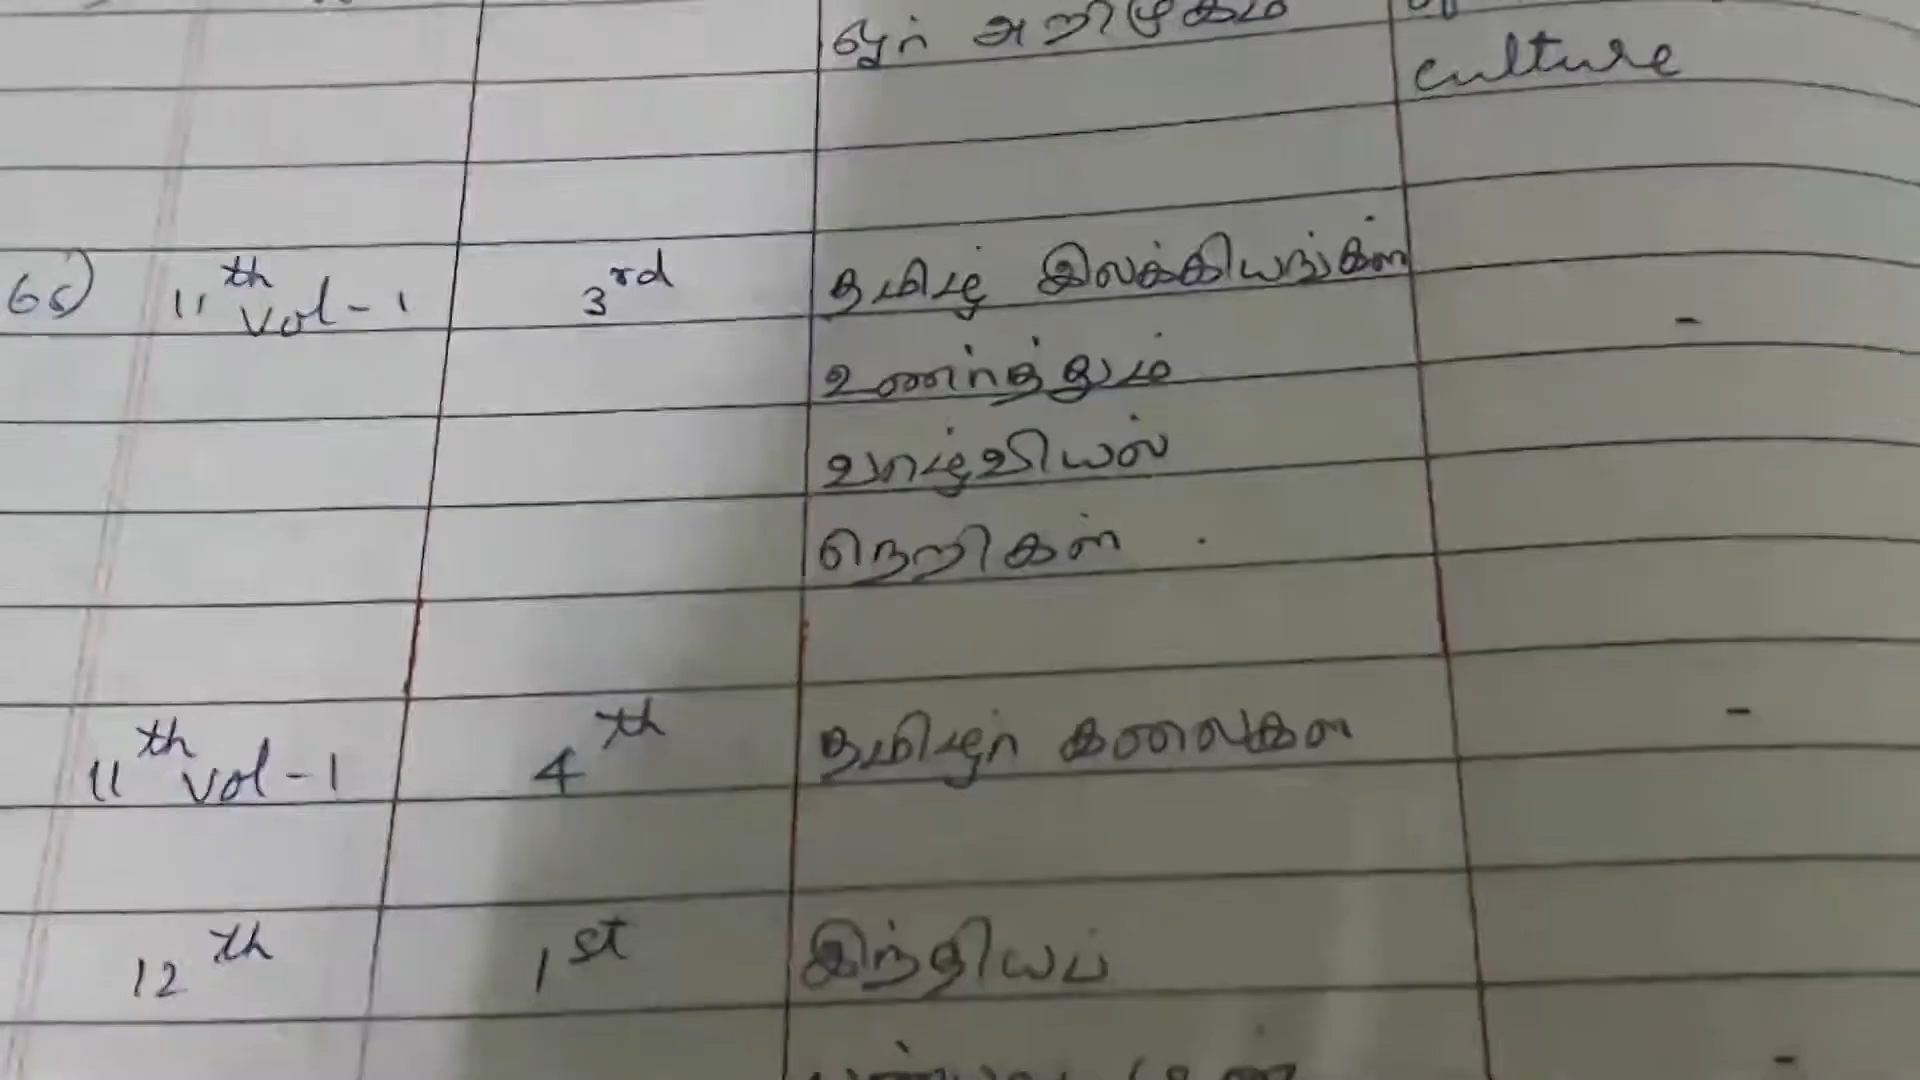 ஓர் அறிமுகம்
culture
6s) 11th Vol-1 3rd தமிழ் இலக்கியங்கள் -
உணர்த்தும்
வாழ்வியல்
நெறிகள்.
11th Vol-1 4th தமிழர் கலைகள் -
12th 1st இந்தியப்
-